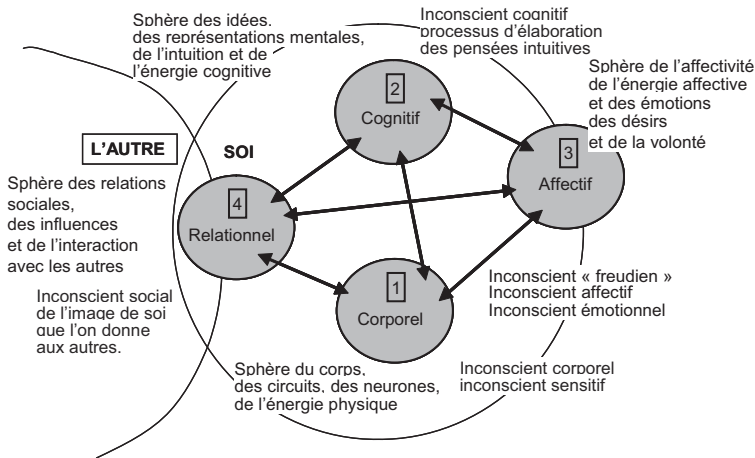 Sphère des idées,
des représentations mentales,
de l'intuition et de
l'énergie cognitive
Inconscient cognitif
processus d'élaboration
des pensées intuitives
Sphère de l'affectivité
de l'énergie affective
et des émotions
des désirs
et de la volonté
2
Cognitif
3
Affectif
L'AUTRE
SOI
Sphère des relations
sociales,
des influences
et de l'interaction
avec les autres
4
Relationnel
Inconscient social
de l'image de soi
que l'on donne
aux autres.
1
Corporel
Inconscient « freudien »
Inconscient affectif
Inconscient émotionnel
Sphère du corps,
des circuits, des neurones,
de l'énergie physique
Inconscient corporel
inconscient sensitif